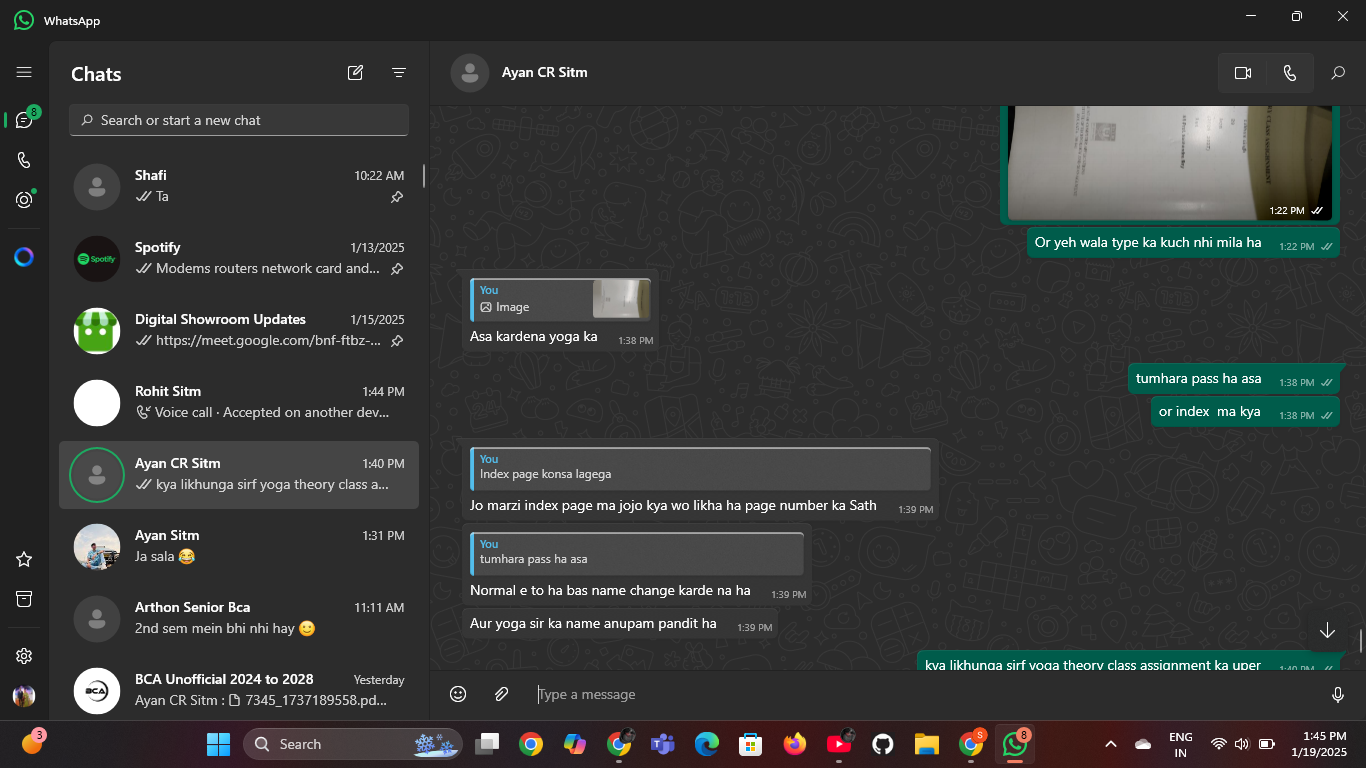 WhatsApp
Chats
8
Search or start a new chat
Shafi
10:22 AM
Ta
Spotify
1/13/2025
Spotify
Modems routers network card and...
Digital Showroom Updates
1/15/2025
https://meet.google.com/bnf-ftbz-...
Rohit Sitm
1:44 PM
Voice call · Accepted on another dev...
Ayan CR Sitm
1:40 PM
kya likhunga sirf yoga theory class a...
Ayan Sitm
1:31 PM
Ja sala 😂
Arthon Senior Bca
11:11 AM
2nd sem mein bhi nhi hay 🙂
BCA Unofficial 2024 to 2028
Yesterday
BCA
Ayan CR Sitm : 7345_1737189558.pd...
Ayan CR Sitm
1:22 PM
Or yeh wala type ka kuch nhi mila ha 1:22 PM
You
Image
Asa kardena yoga ka 1:38 PM
tumhara pass ha asa 1:38 PM
or index ma kya 1:38 PM
You
Index page konsa lagega
Jo marzi index page ma jojo kya wo likha ha page number ka Sath 1:39 PM
You
tumhara pass ha asa
Normal e to ha bas name change karde na ha 1:39 PM
Aur yoga sir ka name anupam pandit ha 1:39 PM
kya likhunga sirf yoga theory class assignment ka uper 1:40 PM
Type a message
3
Search
S
8
ENG
IN
1:45 PM
1/19/2025